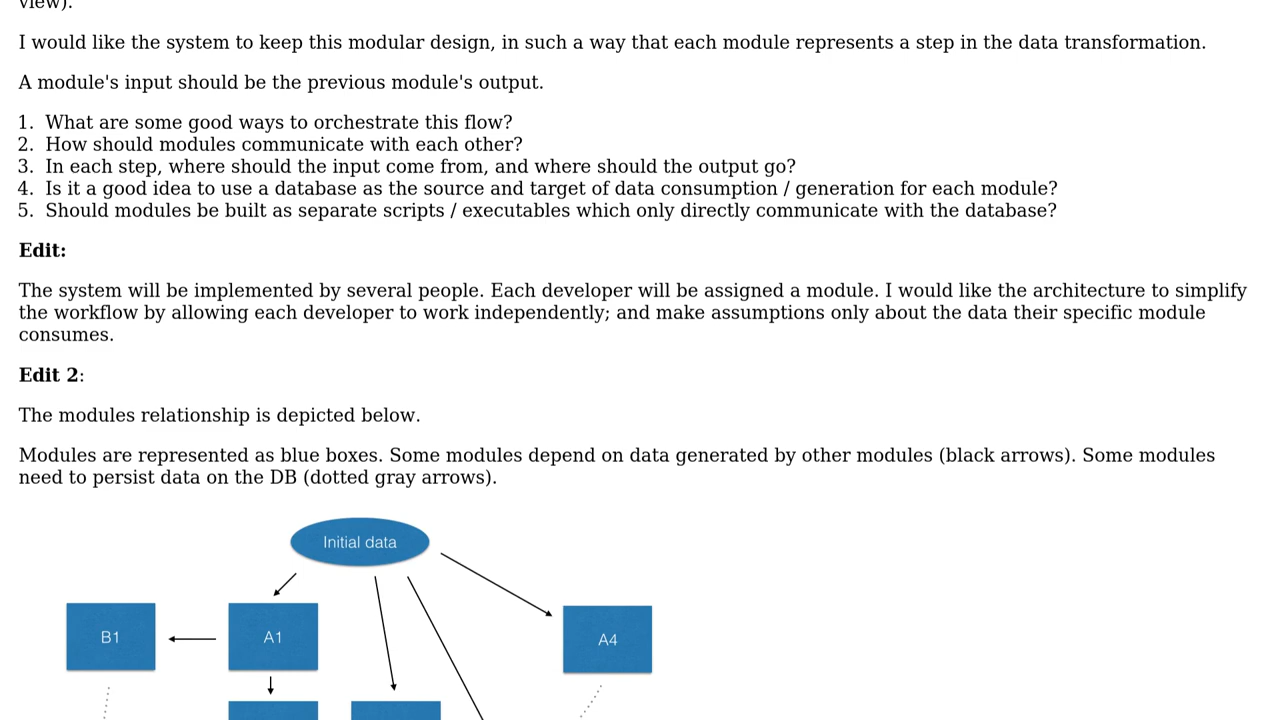 view).
I would like the system to keep this modular design, in such a way that each module represents a step in the data transformation.
A module's input should be the previous module's output.
1. What are some good ways to orchestrate this flow?
2. How should modules communicate with each other?
3. In each step, where should the input come from, and where should the output go?
4. Is it a good idea to use a database as the source and target of data consumption / generation for each module?
5. Should modules be built as separate scripts / executables which only directly communicate with the database?
Edit:
The system will be implemented by several people. Each developer will be assigned a module. I would like the architecture to simplify
the workflow by allowing each developer to work independently; and make assumptions only about the data their specific module
consumes.
Edit 2:
The modules relationship is depicted below.
Modules are represented as blue boxes. Some modules depend on data generated by other modules (black arrows). Some modules
need to persist data on the DB (dotted gray arrows).
Initial data
B1
A1
A4